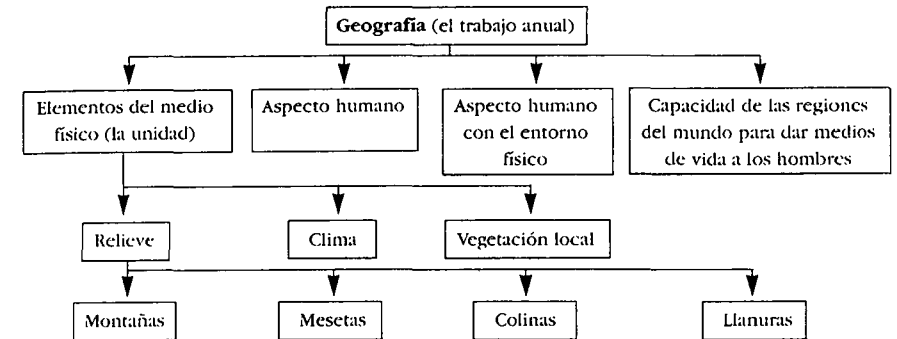 Geografía (el trabajo anual)
Elementos del medio
físico (la unidad)
Aspecto humano
Aspecto humano
con el entorno
físico
Capacidad de las regiones
del mundo para dar medios
de vida a los hombres
Relieve
Clima
Vegetación local
Montañas
Mesetas
Colinas
Llanuras